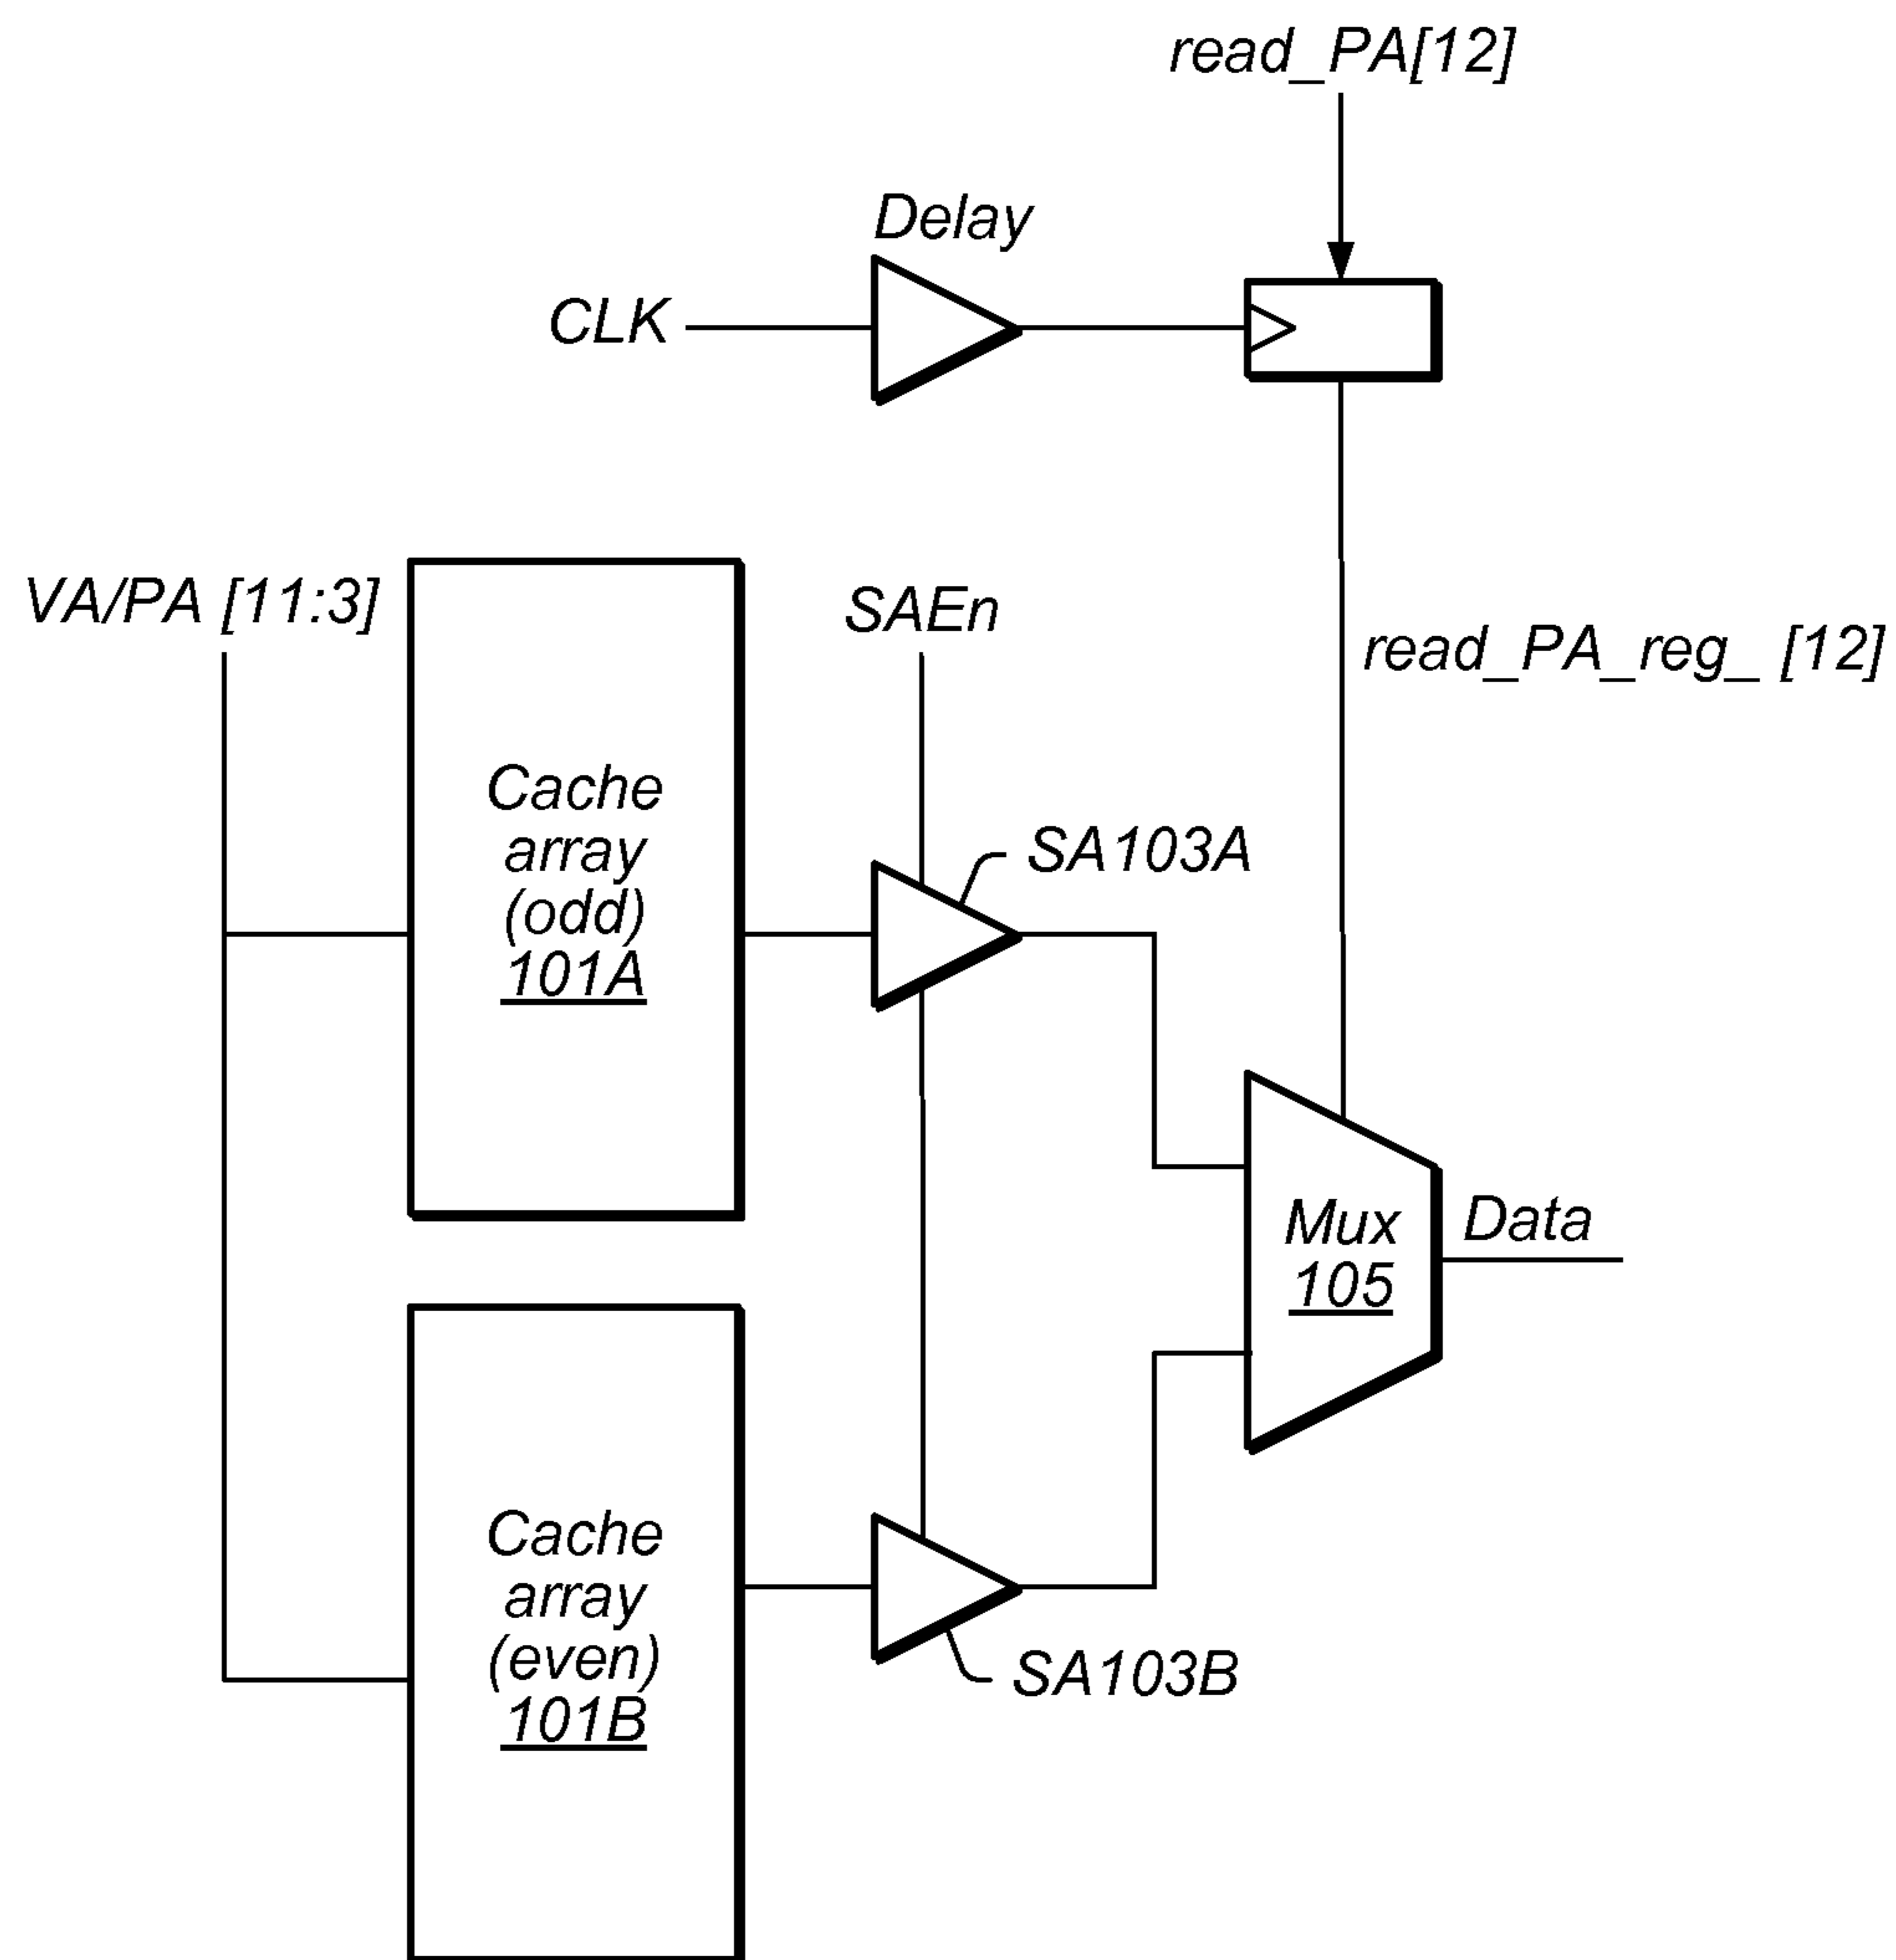 read_PA[12]
Delay
CLK
VA/PA [11:3]
SAEn
read_PA_reg_ [12]
Cache
array
(odd)
101A
SA103A
Mux
105
Data
Cache
array
(even)
101B
SA103B